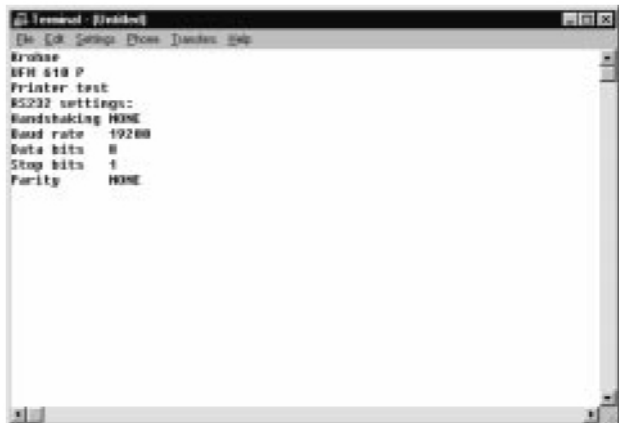 Terminal - (Untitled)
File Edit Settings Phone Transfers Help
Krohne
UFM 610 P
Printer test
RS232 settings:
Handshaking NONE
Baud rate 19200
Data bits 8
Stop bits 1
Parity NONE